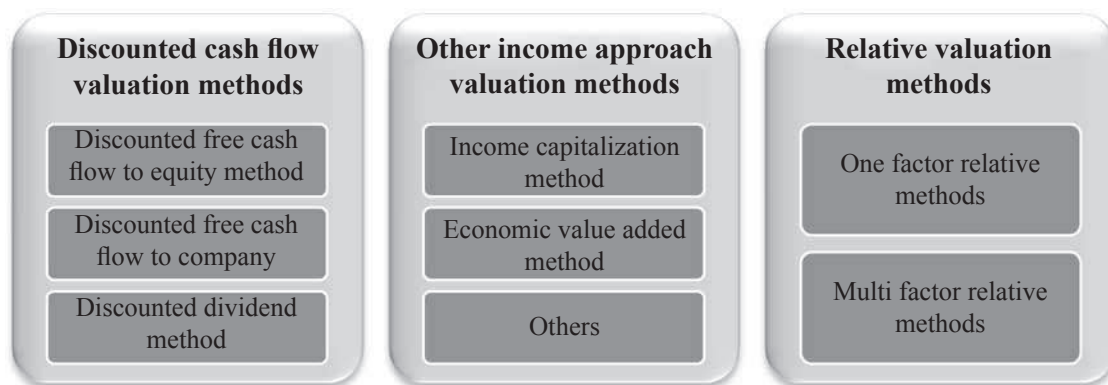 Discounted cash flow
valuation methods
Discounted free cash
flow to equity method
Discounted free cash
flow to company
Discounted dividend
method
Other income approach
valuation methods
Income capitalization
method
Economic value added
method
Others
Relative valuation
methods
One factor relative
methods
Multi factor relative
methods